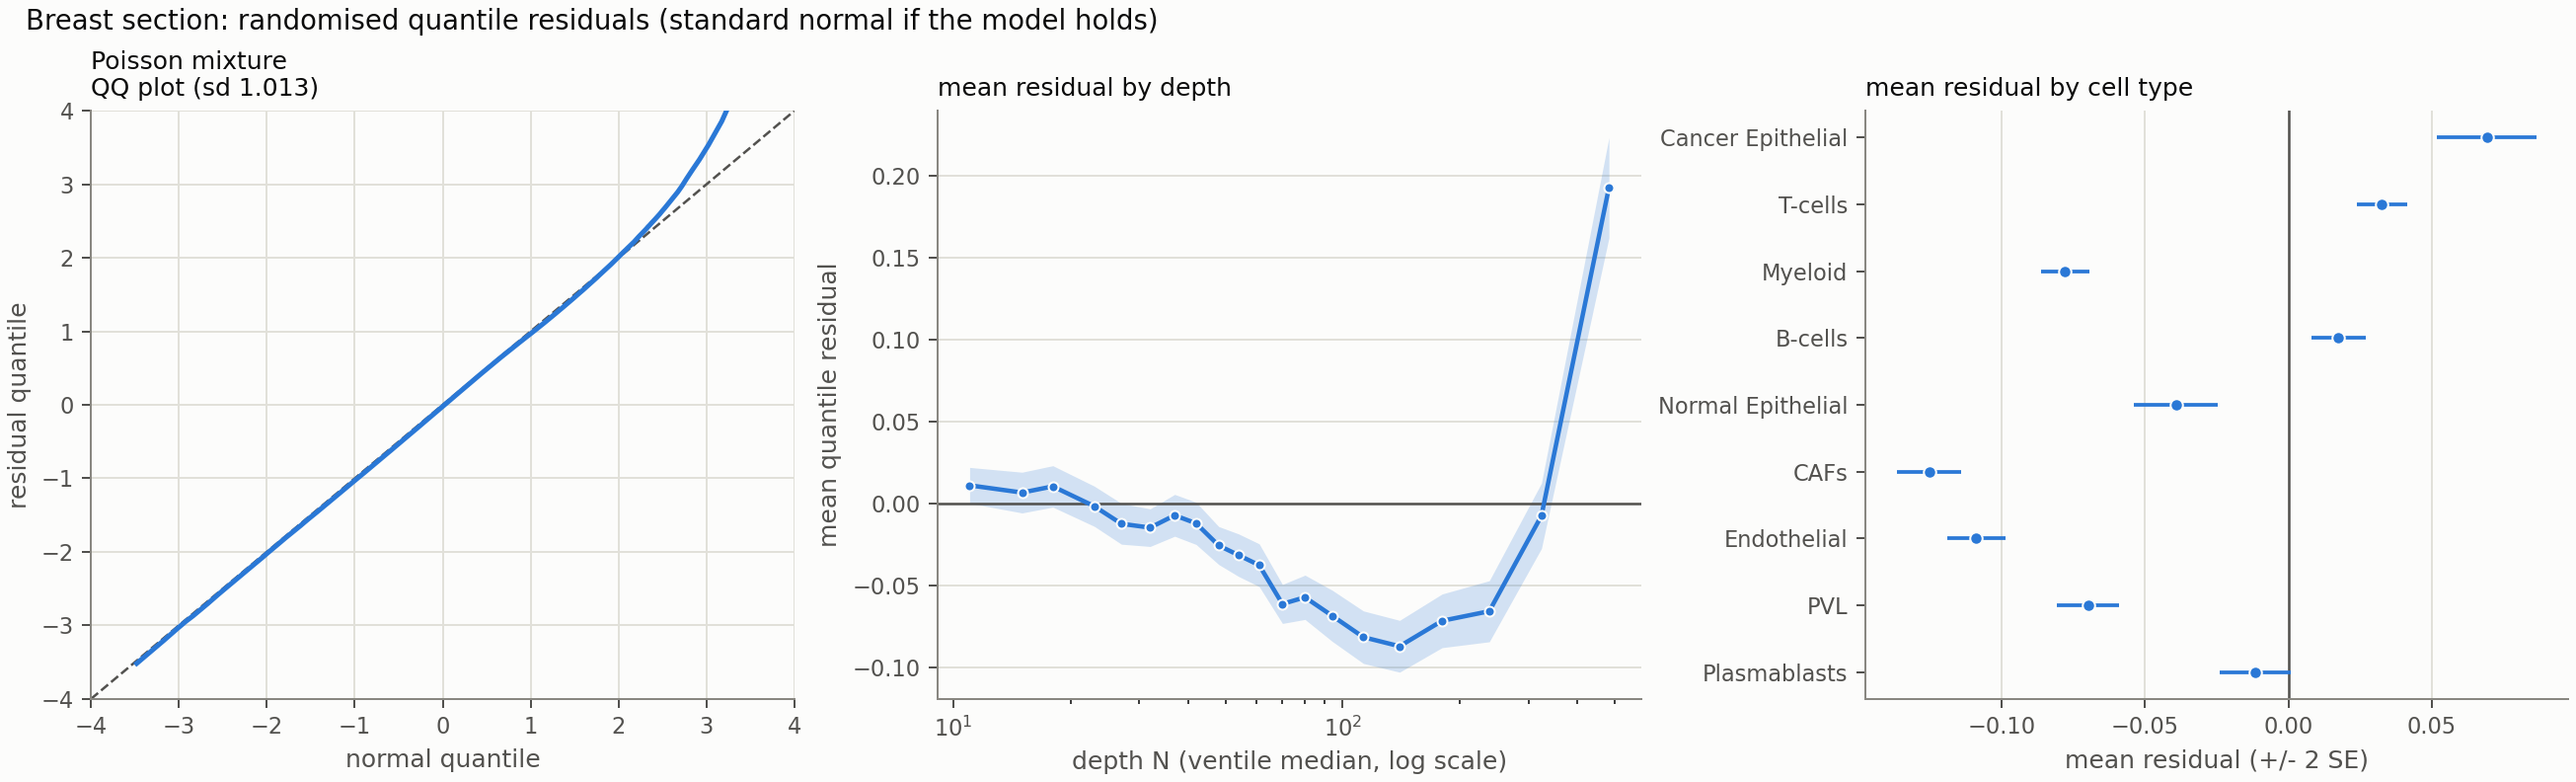 Breast section: randomised quantile residuals (standard normal if the model holds)
Poisson mixture
QQ plot (sd 1.013)
4
3
2
1
0
−1
−2
−3
−4
−4
−3
−2
−1
0
1
2
3
4
residual quantile
normal quantile
mean residual by depth
0.20
0.15
0.10
0.05
0.00
−0.05
−0.10
10¹
10²
mean quantile residual
depth N (ventile median, log scale)
mean residual by cell type
Cancer Epithelial
T-cells
Myeloid
B-cells
Normal Epithelial
CAFs
Endothelial
PVL
Plasmablasts
−0.10
−0.05
0.00
0.05
mean residual (+/- 2 SE)